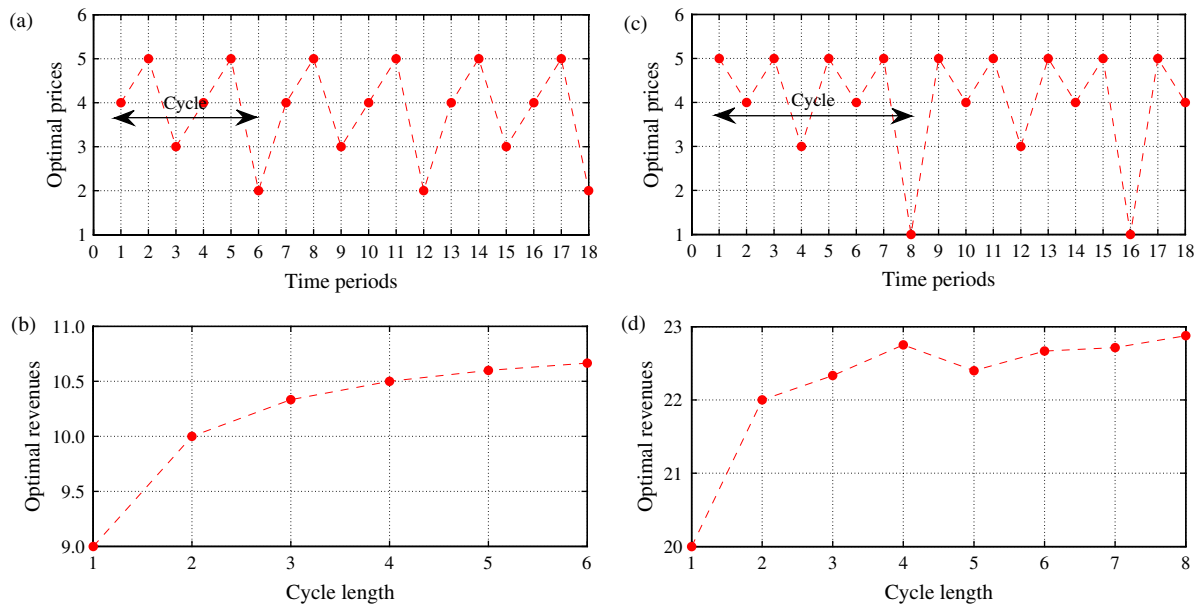 (a)
Optimal prices
6
5
4
3
2
1
Cycle
0 1 2 3 4 5 6 7 8 9 10 11 12 13 14 15 16 17 18
Time periods
(c)
Optimal prices
6
5
4
3
2
1
Cycle
0 1 2 3 4 5 6 7 8 9 10 11 12 13 14 15 16 17 18
Time periods
(b)
Optimal revenues
11.0
10.5
10.0
9.5
9.0
1 2 3 4 5 6
Cycle length
(d)
Optimal revenues
23
22
21
20
1 2 3 4 5 6 7 8
Cycle length